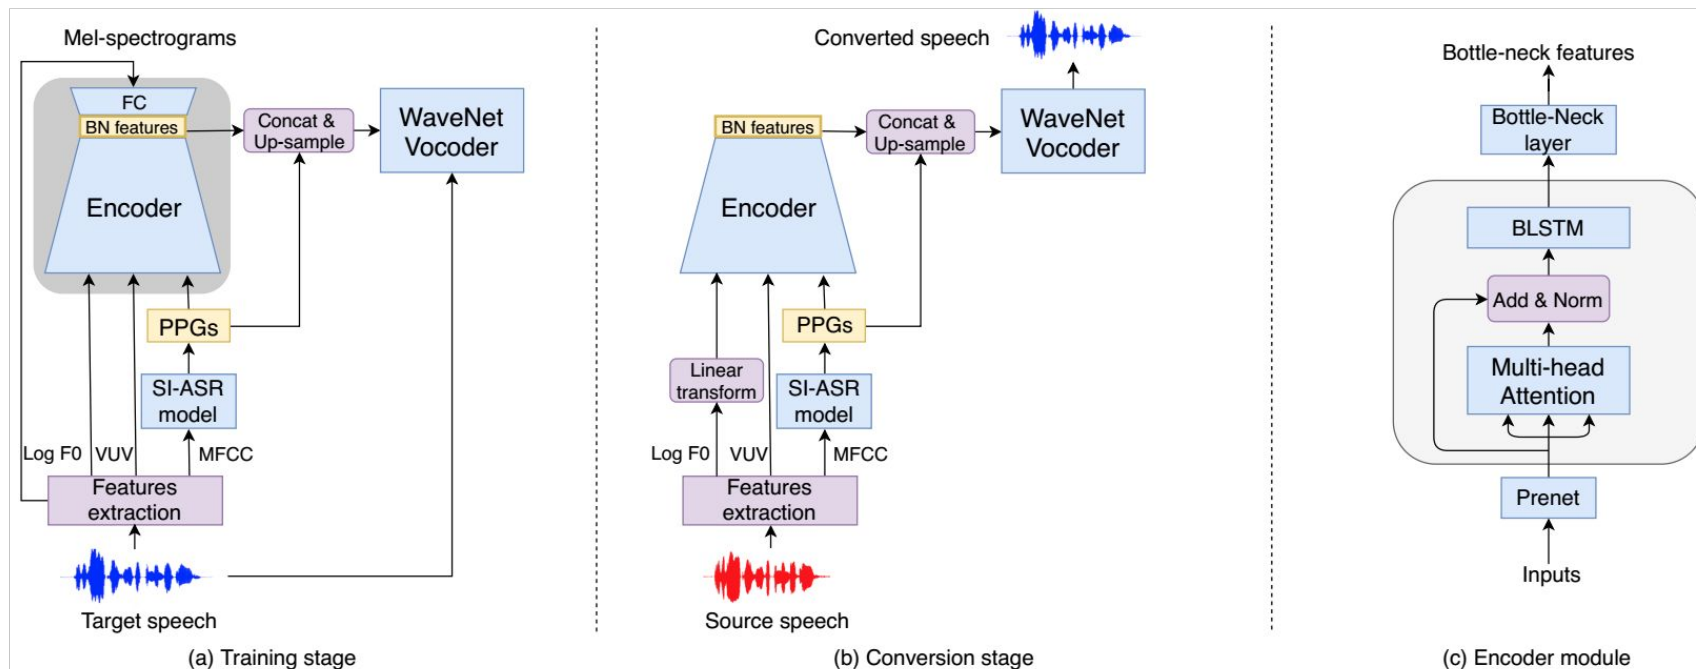 Mel-spectrograms
FC
BN features
Encoder
Concat &
Up-sample
WaveNet
Vocoder
PPGs
SI-ASR
model
Log F0
VUV
MFCC
Features
extraction
Target speech
(a) Training stage
Converted speech
BN features
Encoder
Concat &
Up-sample
WaveNet
Vocoder
PPGs
Linear
transform
SI-ASR
model
Log F0
VUV
MFCC
Features
extraction
Source speech
(b) Conversion stage
Bottle-neck features
Bottle-Neck
layer
BLSTM
Add & Norm
Multi-head
Attention
Prenet
Inputs
(c) Encoder module